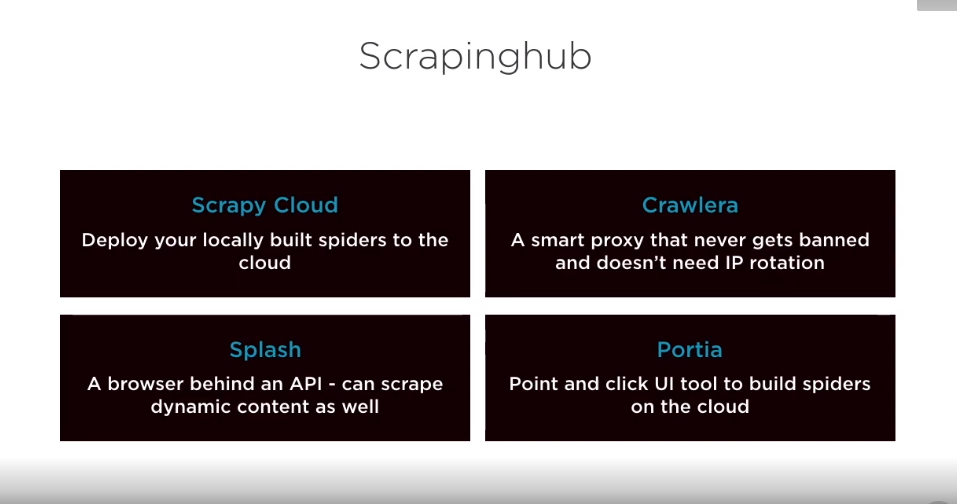 Scrapinghub
Scrapy Cloud
Deploy your locally built spiders to the
cloud
Crawlera
A smart proxy that never gets banned
and doesn’t need IP rotation
Splash
A browser behind an API - can scrape
dynamic content as well
Portia
Point and click UI tool to build spiders
on the cloud